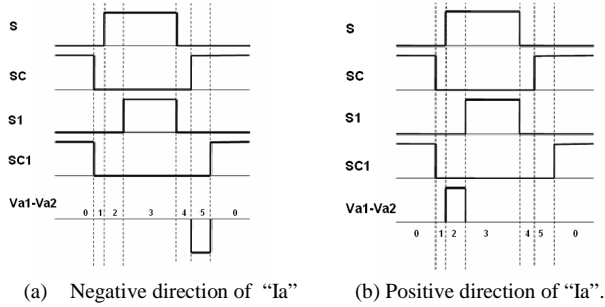 S
SC
S1
SC1
Va1-Va2
0 1 2 3 4 5 0
(a) Negative direction of "Ia"
S
SC
S1
SC1
Va1-Va2
0 1 2 3 4 5 0
(b) Positive direction of "Ia".